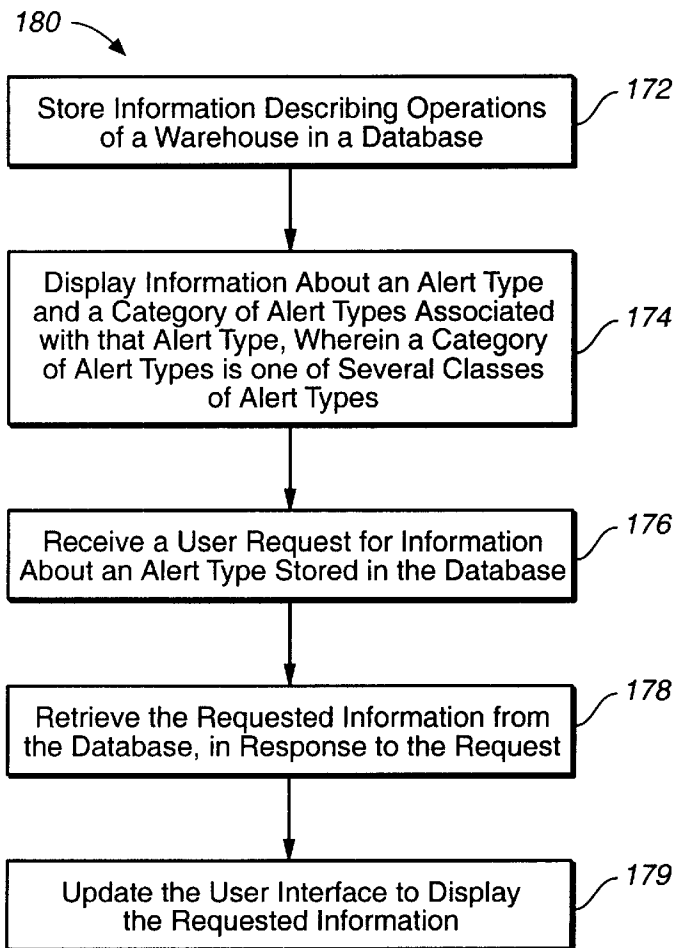 180
172
Store Information Describing Operations
of a Warehouse in a Database
Display Information About an Alert Type
and a Category of Alert Types Associated
with that Alert Type, Wherein a Category
of Alert Types is one of Several Classes
of Alert Types
174
Receive a User Request for Information
About an Alert Type Stored in the Database
176
Retrieve the Requested Information from
the Database, in Response to the Request
178
Update the User Interface to Display
the Requested Information
179